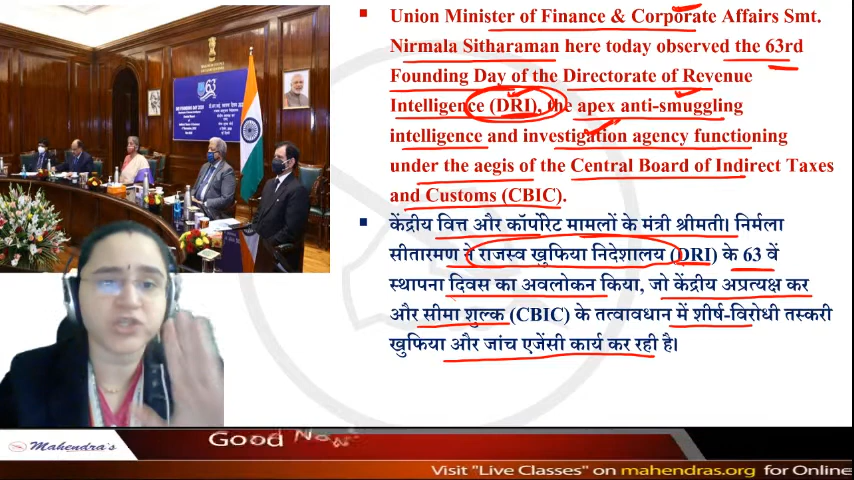 Union Minister of Finance & Corporate Affairs Smt.
Nirmala Sitharaman here today observed the 63rd
Founding Day of the Directorate of Revenue
Intelligence (DRI), the apex anti-smuggling
intelligence and investigation agency functioning
under the aegis of the Central Board of Indirect Taxes
and Customs (CBIC).
केंद्रीय वित्त और कॉर्पोरेट मामलों के मंत्री श्रीमती। निर्मला
सीतारमण ने राजस्व खुफिया निदेशालय (DRI) के 63 वें
स्थापना दिवस का अवलोकन किया, जो केंद्रीय अप्रत्यक्ष कर
और सीमा शुल्क (CBIC) के तत्वावधान में शीर्ष-विरोधी तस्करी
खुफिया और जांच एजेंसी कार्य कर रही है।
63
Mahendra's
Good Now
Visit "Live Classes" on mahendras.org for Online